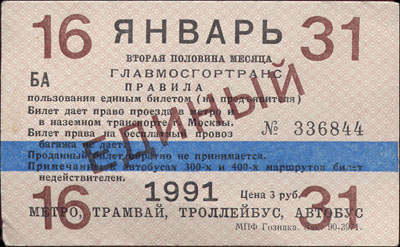 16 ЯНВАРЬ 31
ВТОРАЯ ПОЛОВИНА МЕСЯЦА
БА ГЛАВМОСГОРТРАНС
ПРАВИЛА
пользования единым билетом (на предъявителя)
Билет дает право проезда в метро и
в наземном транспорте г. Москвы.
Билет права на бесплатный провоз
багажа не дает.
№ 336844
Проданный билет обратно не принимается.
Примечание: в автобусах 300-х и 400-х маршрутов билет
недействителен.
ЕДИНЫЙ
16 1991 Цена 3 руб. 31
МЕТРО, ТРАМВАЙ, ТРОЛЛЕЙБУС, АВТОБУС
МПФ Гознака. Зак. 90-3971.